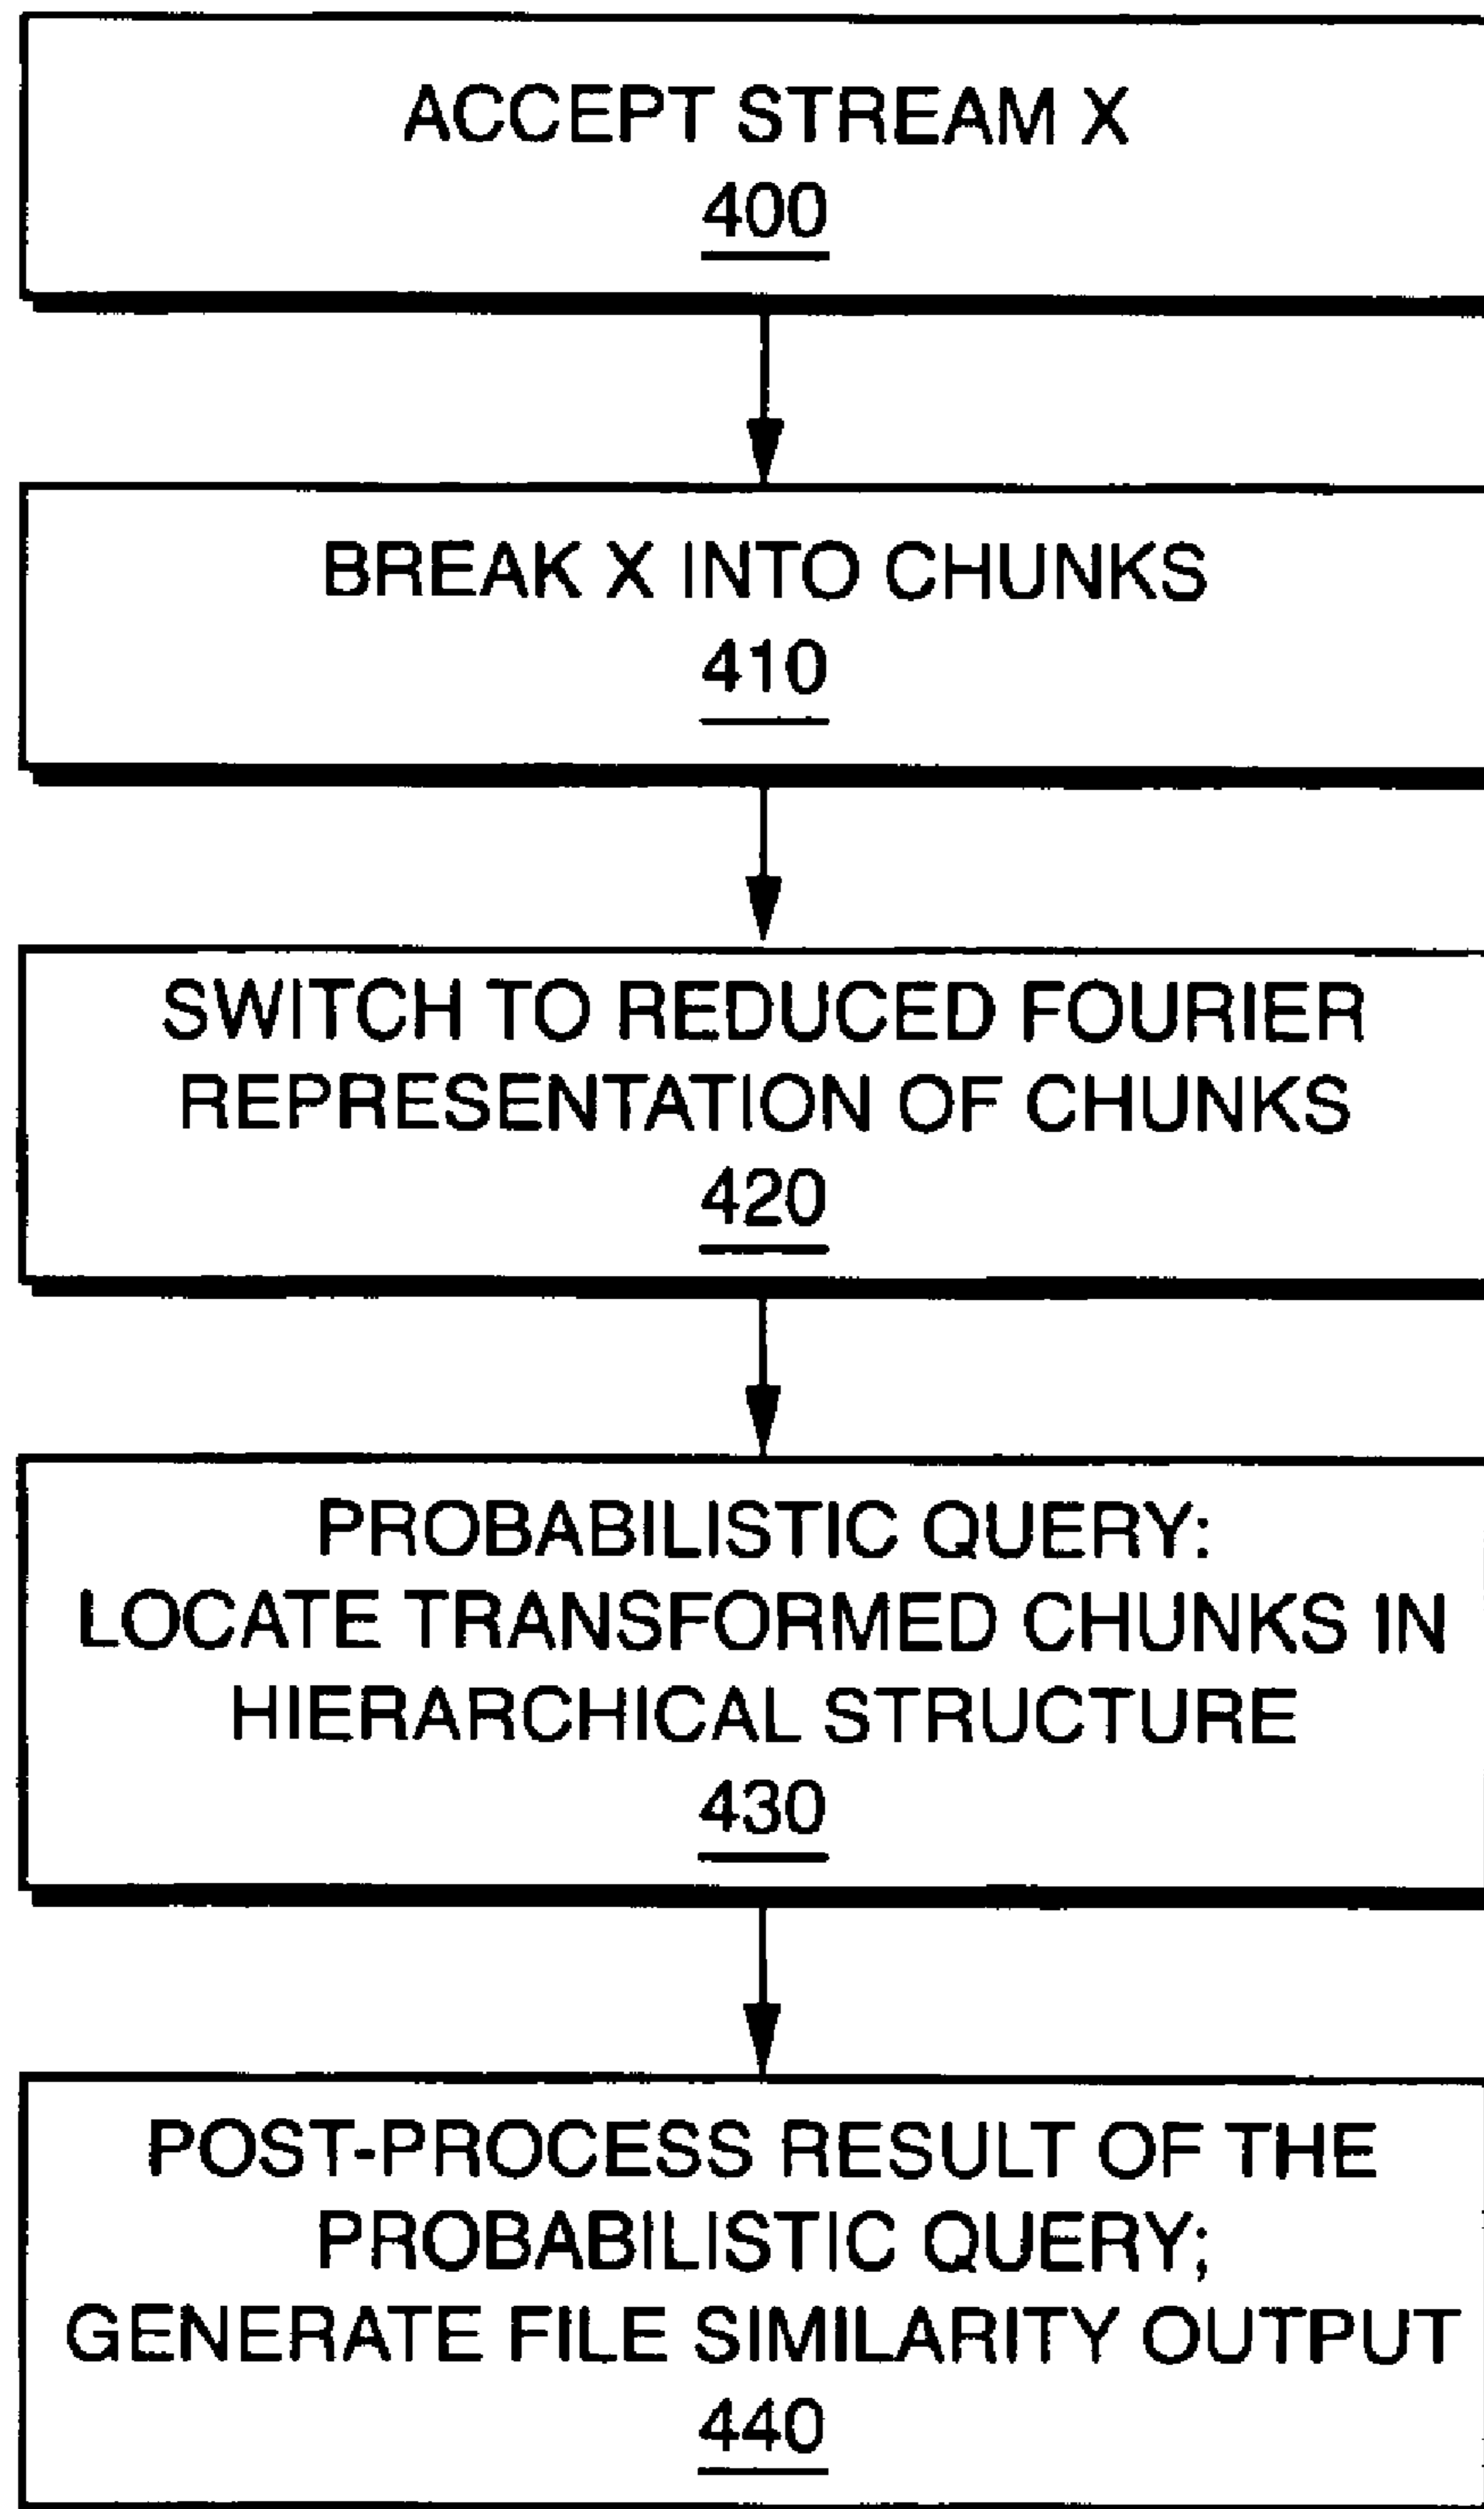 ACCEPT STREAM X
400
BREAK X INTO CHUNKS
410
SWITCH TO REDUCED FOURIER
REPRESENTATION OF CHUNKS
420
PROBABILISTIC QUERY:
LOCATE TRANSFORMED CHUNKS IN
HIERARCHICAL STRUCTURE
430
POST-PROCESS RESULT OF THE
PROBABILISTIC QUERY;
GENERATE FILE SIMILARITY OUTPUT
440